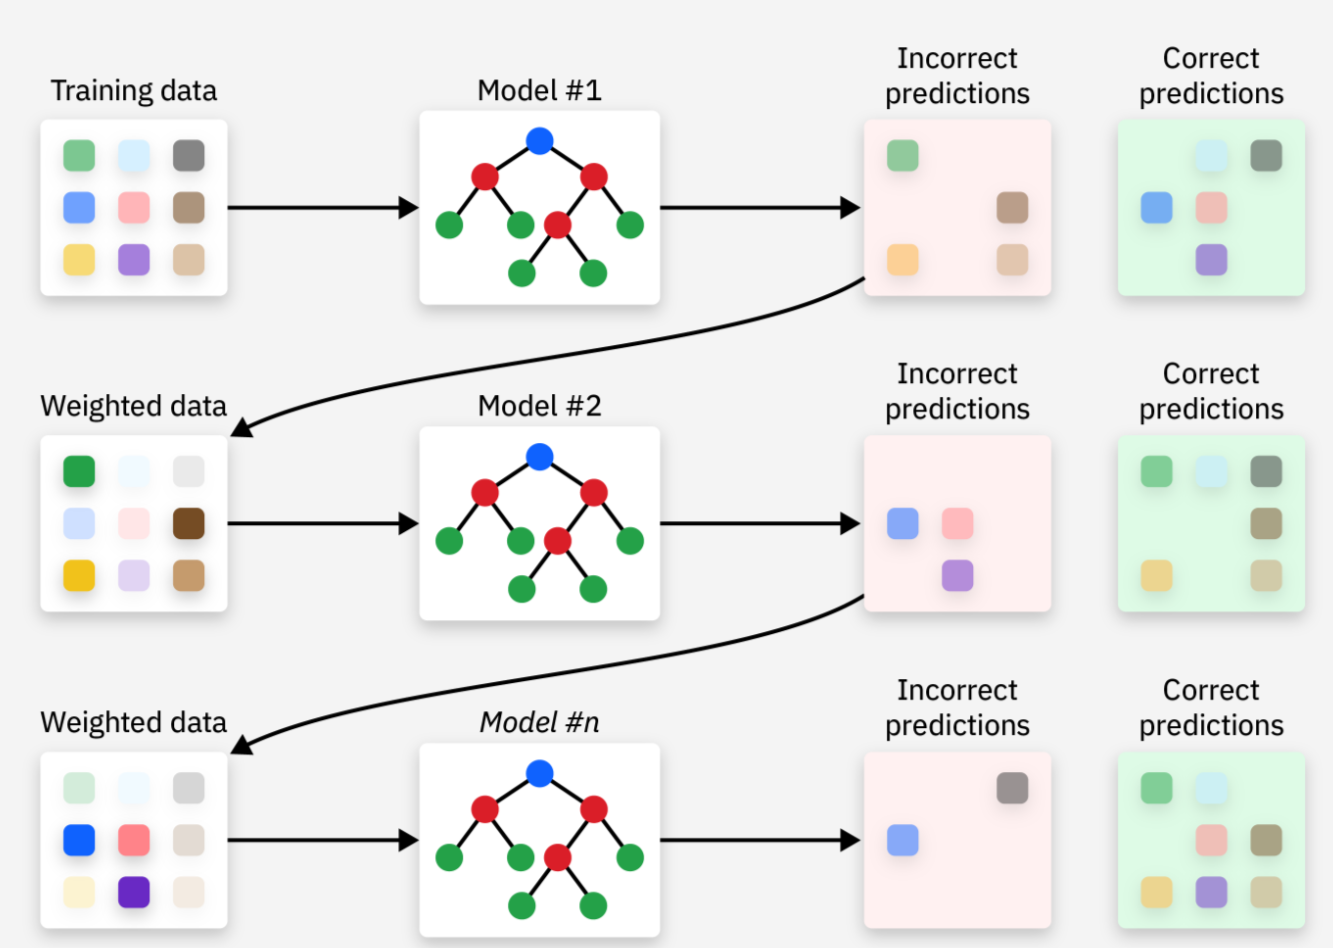 Training data
Model #1
Incorrect
predictions
Correct
predictions
Weighted data
Model #2
Incorrect
predictions
Correct
predictions
Weighted data
Model #n
Incorrect
predictions
Correct
predictions